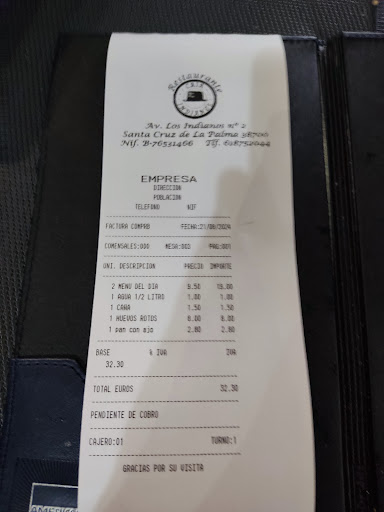 Restaurante
CASA
INDIANOS
Av. Los Indianos nº 2
Santa Cruz de La Palma 38700
Nif. B-76531466 Tlf. 618752044
EMPRESA
DIRECCION
POBLACION
TELEFONO NIF
FACTURA COMPRO FECHA:21/08/2024
COMENSALES:000 MESA:003 PAG:001
UNI. DESCRIPCION PRECIO IMPORTE
2 MENU DEL DIA 9.50 19.00
1 AGUA 1/2 LITRO 1.00 1.00
1 CAÑA 1.50 1.50
1 HUEVOS ROTOS 8.00 8.00
1 pan con ajo 2.80 2.80
BASE % IVA IVA
32.30
TOTAL EUROS 32.30
PENDIENTE DE COBRO
CAJERO:01 TURNO:1
GRACIAS POR SU VISITA